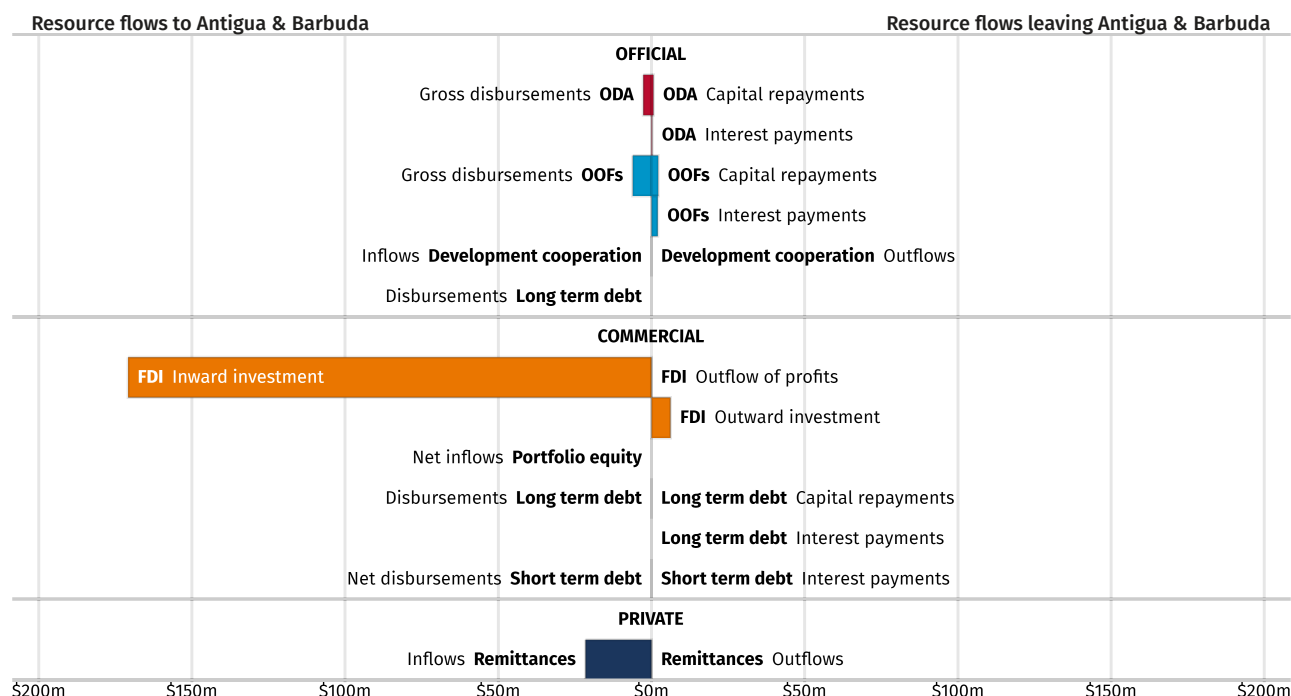 Resource flows to Antigua & Barbuda Resource flows leaving Antigua & Barbuda
OFFICIAL
Gross disbursements ODA ODA Capital repayments
ODA Interest payments
Gross disbursements OOFs OOFs Capital repayments
OOFs Interest payments
Inflows Development cooperation Development cooperation Outflows
Disbursements Long term debt
COMMERCIAL
FDI Inward investment FDI Outflow of profits
FDI Outward investment
Net inflows Portfolio equity
Disbursements Long term debt Long term debt Capital repayments
Long term debt Interest payments
Net disbursements Short term debt Short term debt Interest payments
PRIVATE
Inflows Remittances Remittances Outflows
$200m $150m $100m $50m $0m $50m $100m $150m $200m